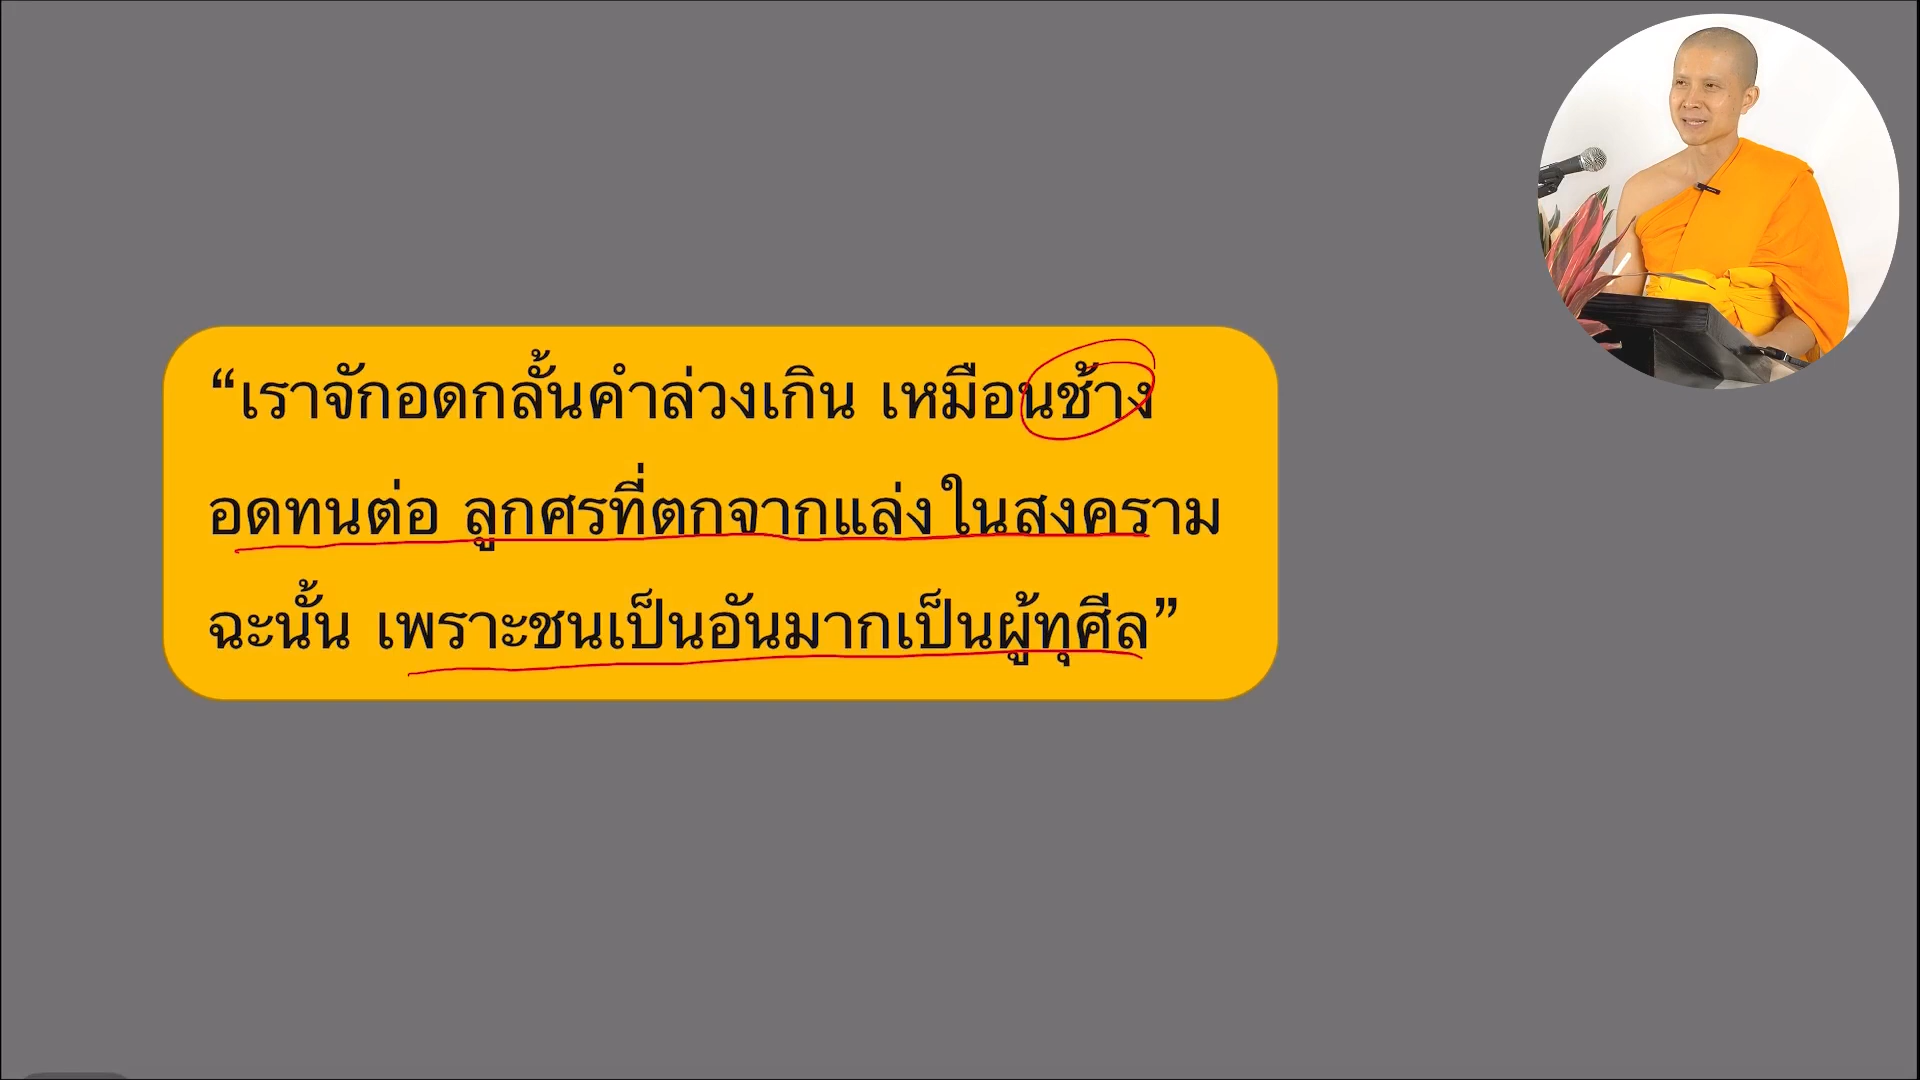 “เราจักอดกลั้นคำล่วงเกิน เหมือนช้าง
อดทนต่อ ลูกศรที่ตกจากแล่งในสงคราม
ฉะนั้น เพราะชนเป็นอันมากเป็นผู้ทุศีล”